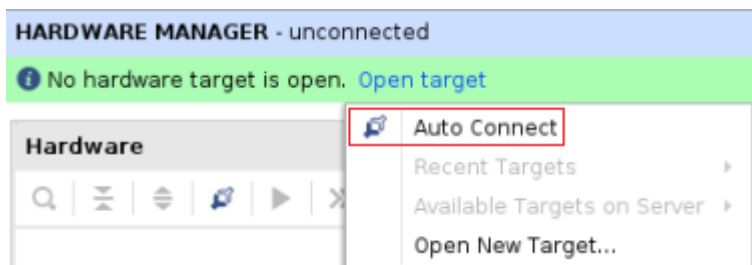 HARDWARE MANAGER - unconnected
No hardware target is open. Open target
Auto Connect
Hardware
Recent Targets
Available Targets on Server
Open New Target...